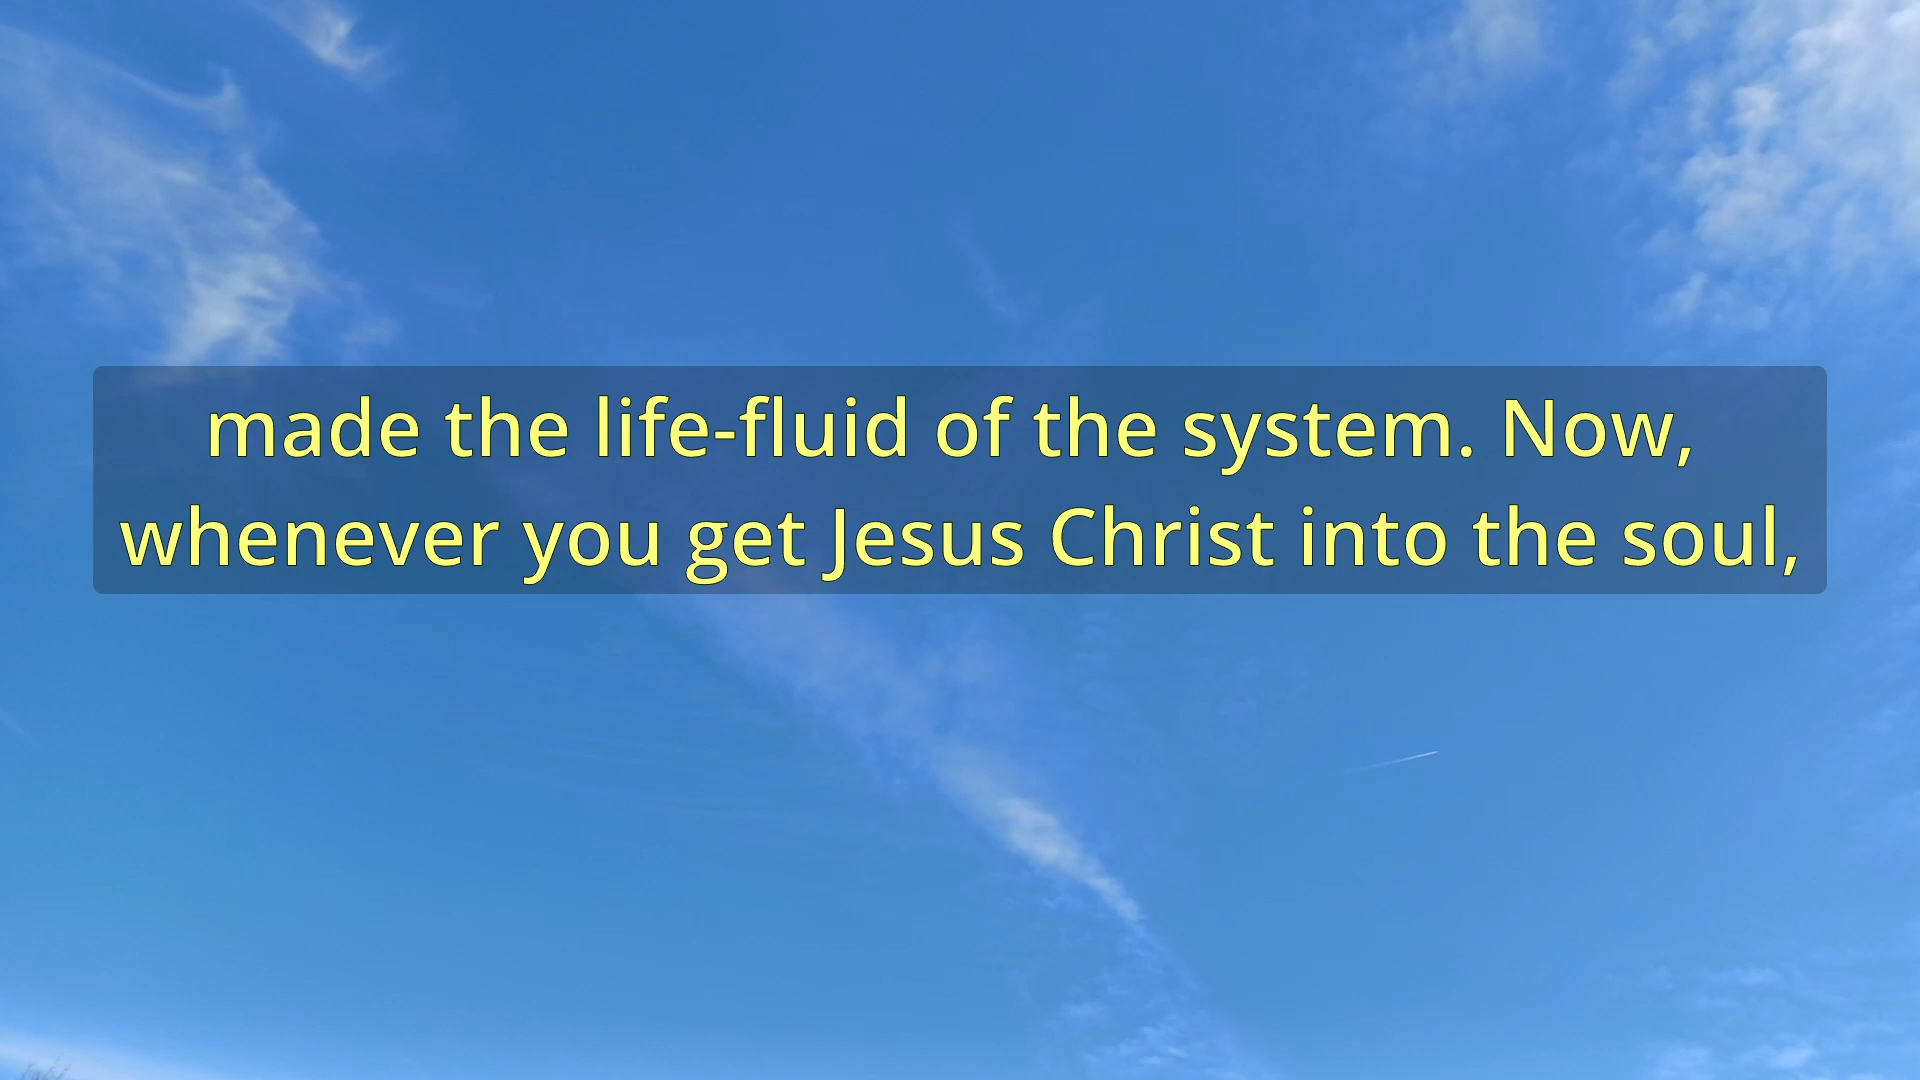 made the life-fluid of the system. Now,
whenever you get Jesus Christ into the soul,